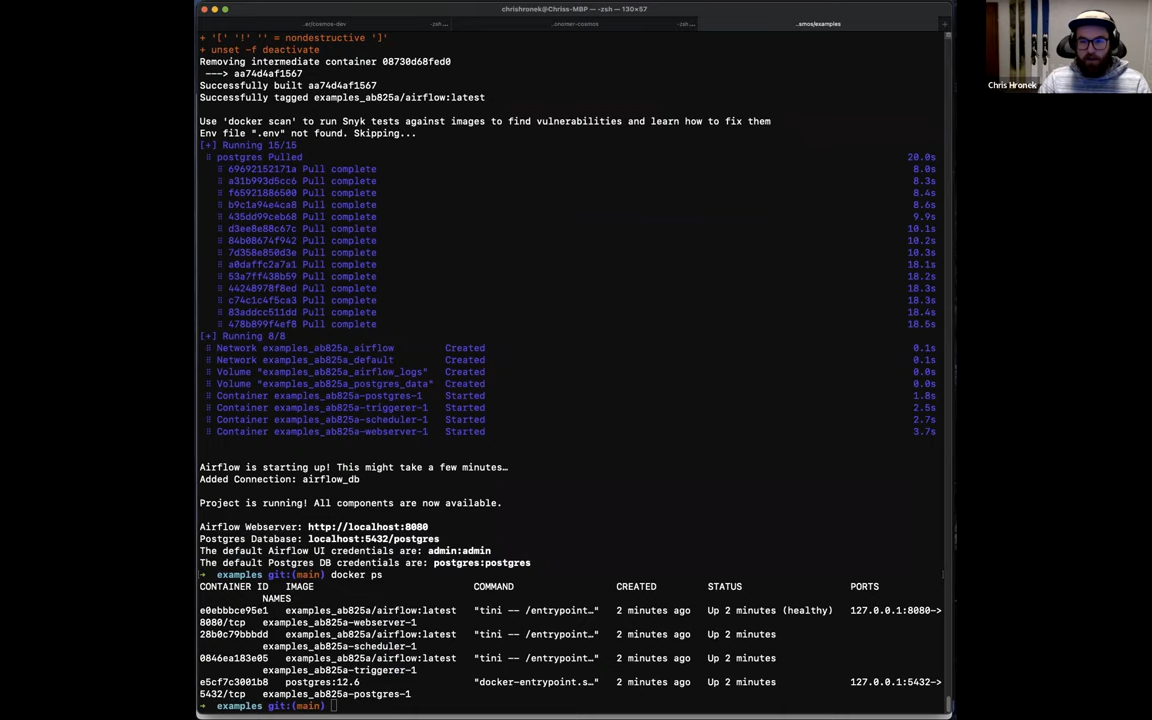 chrishronek@Chriss-MBP — -zsh — 130×57
...er/cosmos-dev -zsh ...onomer-cosmos -zsh ...smos/examples
+ '[' '!' '' = nondestructive ']'
+ unset -f deactivate
Removing intermediate container 08730d68fed0
---> aa74d4af1567
Successfully built aa74d4af1567
Successfully tagged examples_ab825a/airflow:latest
Use 'docker scan' to run Snyk tests against images to find vulnerabilities and learn how to fix them
Env file ".env" not found. Skipping...
[+] Running 15/15
⠿ postgres Pulled 20.0s
⠿ 69692152171a Pull complete 8.0s
⠿ a31b993d5cc6 Pull complete 8.3s
⠿ f65921886500 Pull complete 8.4s
⠿ b9c1a94e4ca8 Pull complete 8.6s
⠿ 435dd99ceb68 Pull complete 9.9s
⠿ d3ee8e88c67c Pull complete 10.1s
⠿ 84b08674f942 Pull complete 10.2s
⠿ 7d358e850d3e Pull complete 10.3s
⠿ a0daffc2a7a1 Pull complete 18.1s
⠿ 53a7ff438b59 Pull complete 18.2s
⠿ 44248978f8ed Pull complete 18.3s
⠿ c74c1c4f5ca3 Pull complete 18.3s
⠿ 83addcc511dd Pull complete 18.4s
⠿ 478b899f4ef8 Pull complete 18.5s
[+] Running 8/8
⠿ Network examples_ab825a_airflow Created 0.1s
⠿ Network examples_ab825a_default Created 0.1s
⠿ Volume "examples_ab825a_airflow_logs" Created 0.0s
⠿ Volume "examples_ab825a_postgres_data" Created 0.0s
⠿ Container examples_ab825a-postgres-1 Started 1.8s
⠿ Container examples_ab825a-triggerer-1 Started 2.5s
⠿ Container examples_ab825a-scheduler-1 Started 2.7s
⠿ Container examples_ab825a-webserver-1 Started 3.7s
Airflow is starting up! This might take a few minutes…
Added Connection: airflow_db
Project is running! All components are now available.
Airflow Webserver: http://localhost:8080
Postgres Database: localhost:5432/postgres
The default Airflow UI credentials are: admin:admin
The default Postgres DB credentials are: postgres:postgres
➜ examples git:(main) docker ps
CONTAINER ID IMAGE COMMAND CREATED STATUS PORTS
NAMES
e0ebbbce95e1 examples_ab825a/airflow:latest "tini -- /entrypoint…" 2 minutes ago Up 2 minutes (healthy) 127.0.0.1:8080->
8080/tcp examples_ab825a-webserver-1
28b0c79bbbdd examples_ab825a/airflow:latest "tini -- /entrypoint…" 2 minutes ago Up 2 minutes
examples_ab825a-scheduler-1
0846ea183e05 examples_ab825a/airflow:latest "tini -- /entrypoint…" 2 minutes ago Up 2 minutes
examples_ab825a-triggerer-1
e5cf7c3001b8 postgres:12.6 "docker-entrypoint.s…" 2 minutes ago Up 2 minutes 127.0.0.1:5432->
5432/tcp examples_ab825a-postgres-1
➜ examples git:(main)
Chris Hronek